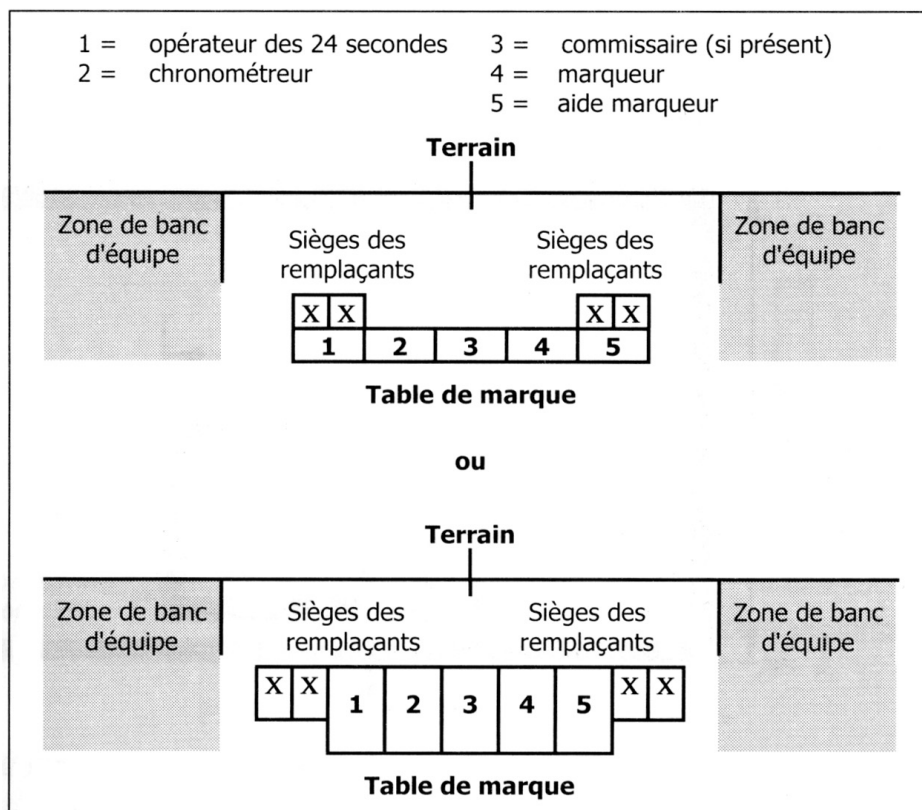 1 = opérateur des 24 secondes 3 = commissaire (si présent)
2 = chronométreur 4 = marqueur
5 = aide marqueur
Terrain
Zone de banc
d'équipe
Sièges des
remplaçants
Sièges des
remplaçants
Zone de banc
d'équipe
X X X X
1 2 3 4 5
Table de marque
ou
Terrain
Zone de banc
d'équipe
Sièges des
remplaçants
Sièges des
remplaçants
Zone de banc
d'équipe
X X 1 2 3 4 5 X X
Table de marque